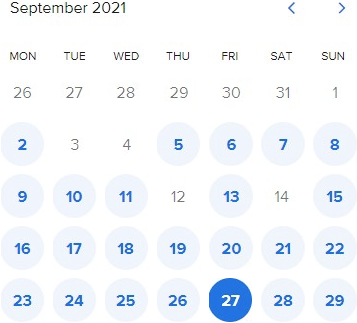 September 2021
MON TUE WED THU FRI SAT SUN
26 27 28 29 30 31 1
2 3 4 5 6 7 8
9 10 11 12 13 14 15
16 17 18 19 20 21 22
23 24 25 26 27 28 29